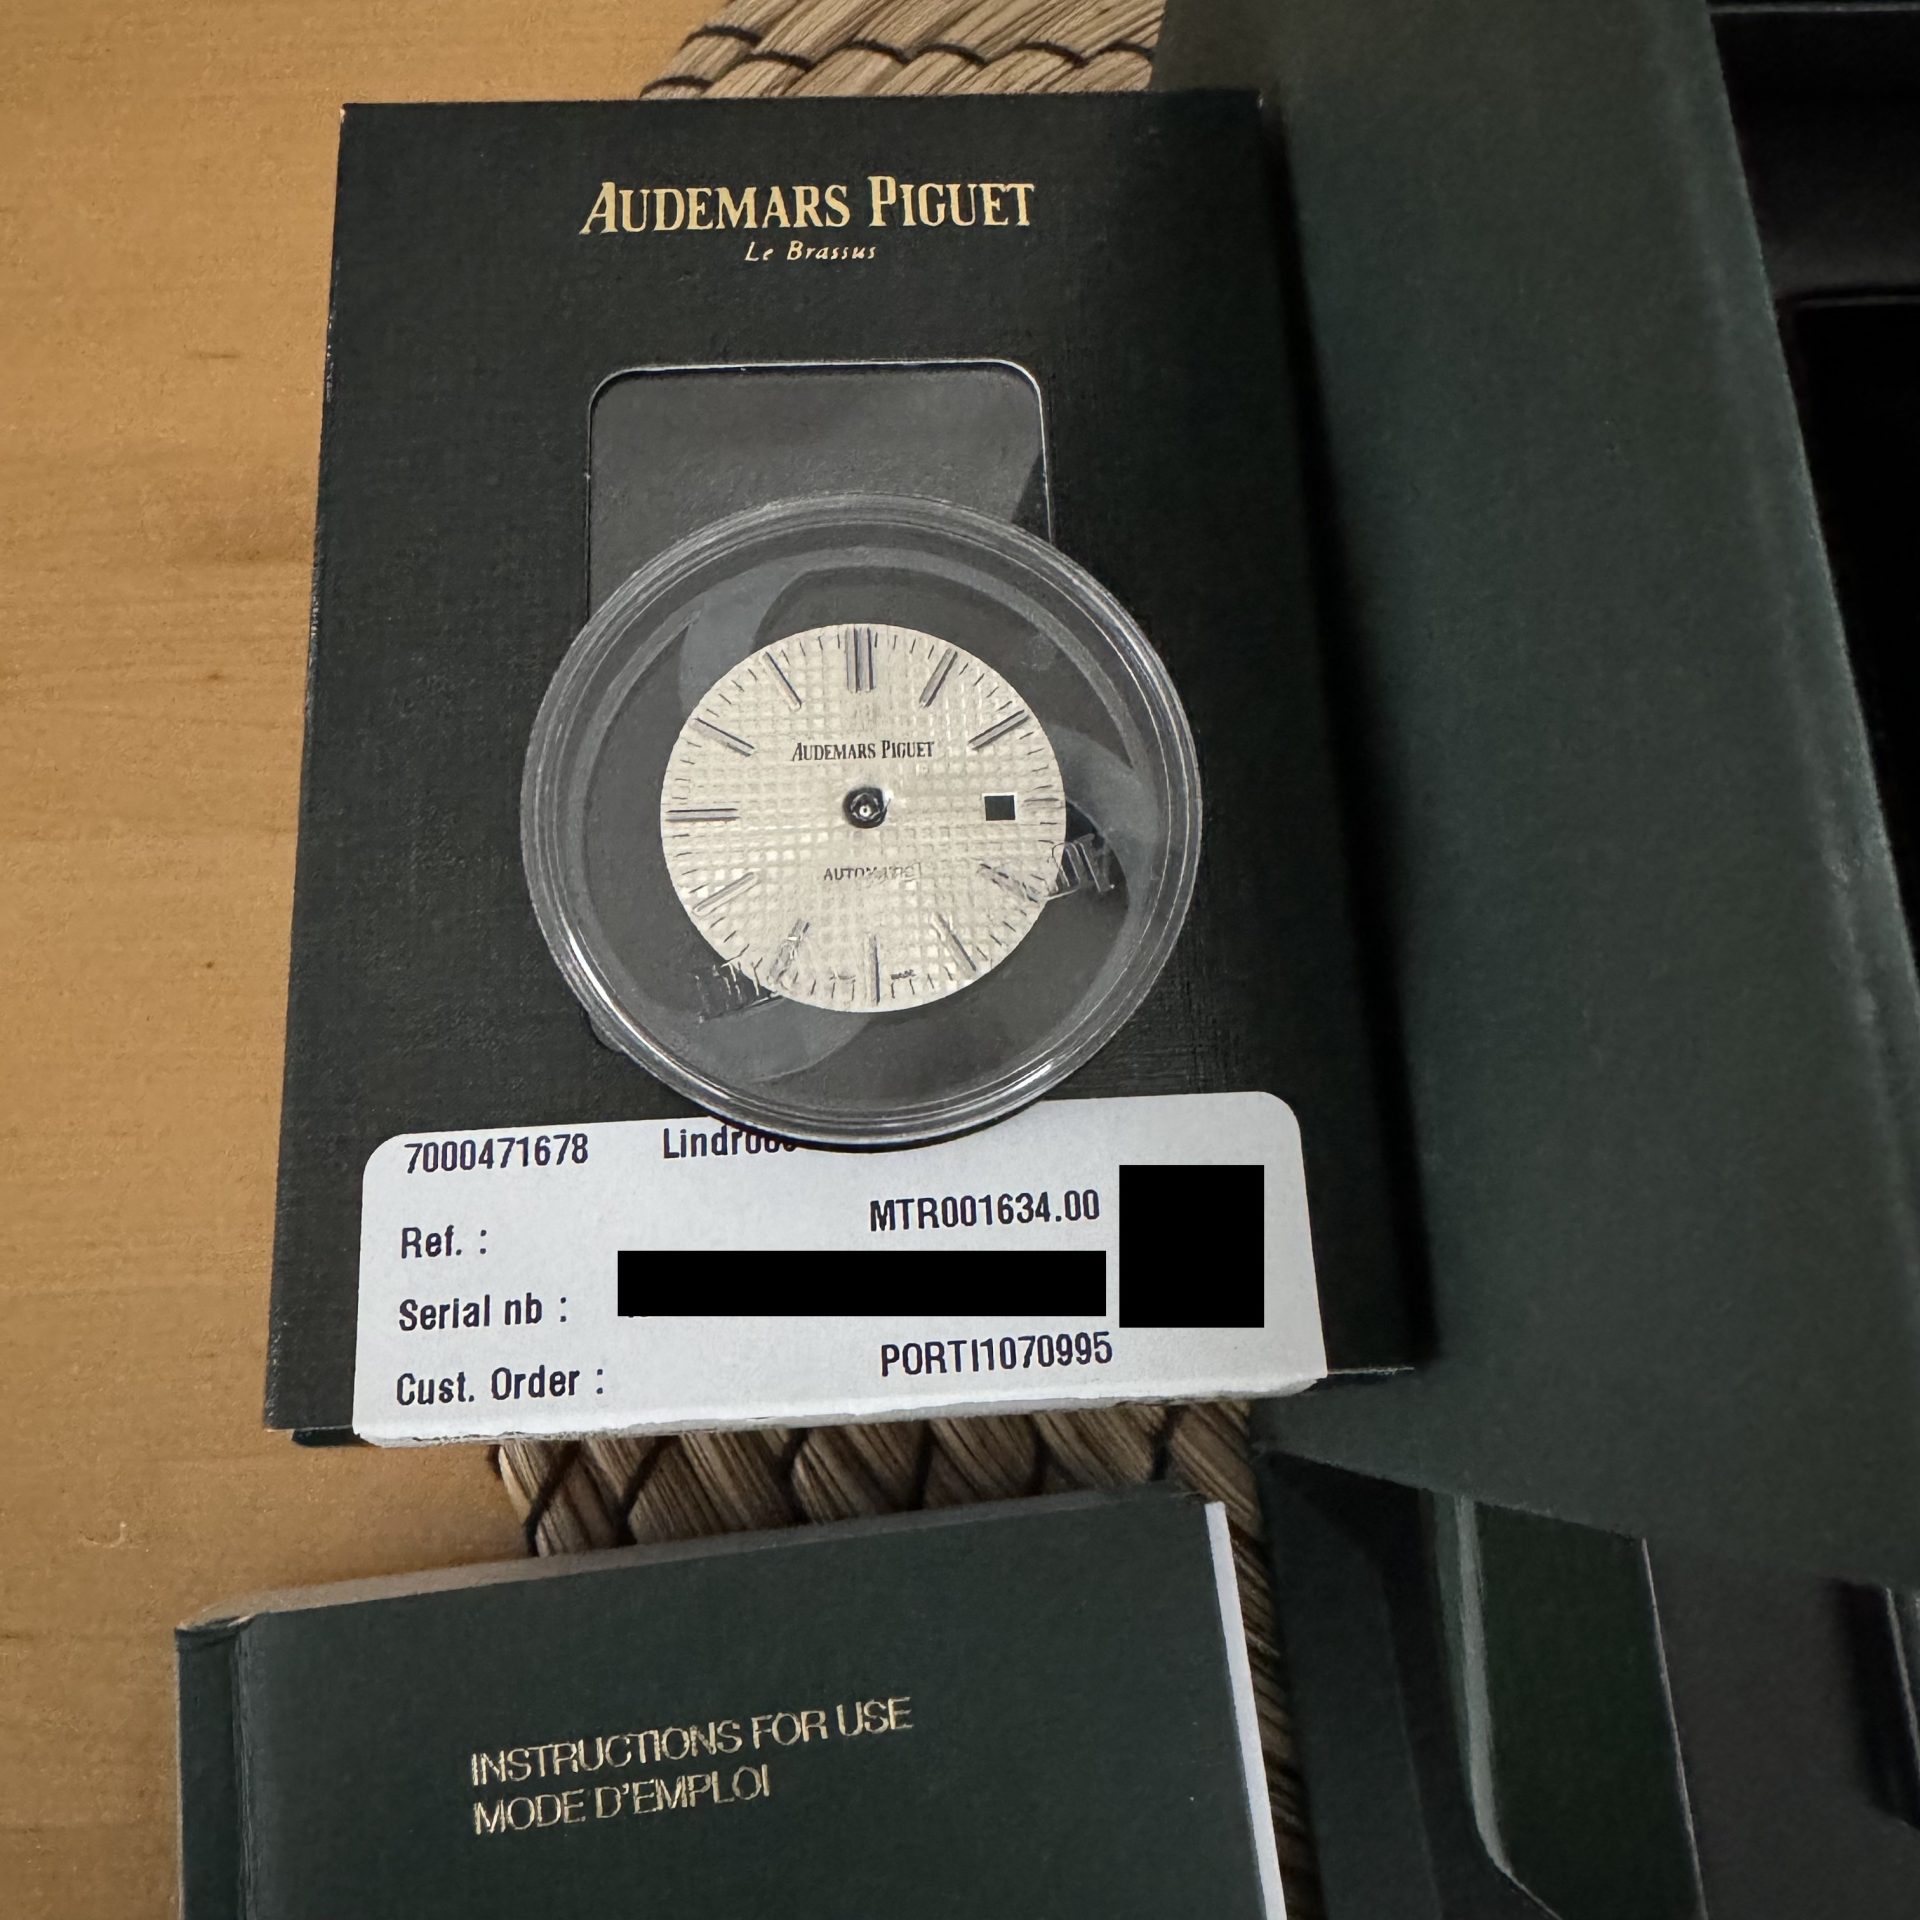 AUDEMARS PIGUET
Le Brassus
AUDEMARS PIGUET
AUTOMATIC
7000471678
Ref. : MTR001634.00
Serial nb :
Cust. Order : PORTI1070995
INSTRUCTIONS FOR USE
MODE D'EMPLOI